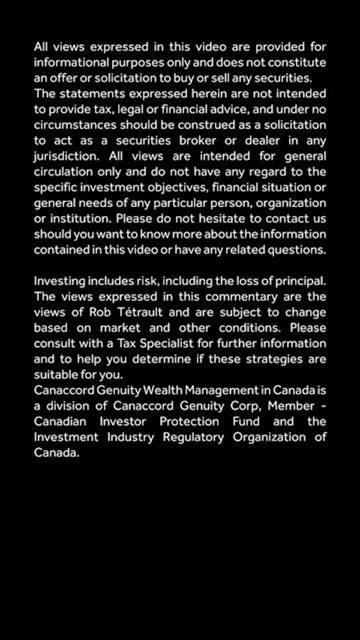 All views expressed in this video are provided for
informational purposes only and does not constitute
an offer or solicitation to buy or sell any securities.
The statements expressed herein are not intended
to provide tax, legal or financial advice, and under no
circumstances should be construed as a solicitation
to act as a securities broker or dealer in any
jurisdiction. All views are intended for general
circulation only and do not have any regard to the
specific investment objectives, financial situation or
general needs of any particular person, organization
or institution. Please do not hesitate to contact us
should you want to know more about the information
contained in this video or have any related questions.
Investing includes risk, including the loss of principal.
The views expressed in this commentary are the
views of Rob Tétrault and are subject to change
based on market and other conditions. Please
consult with a Tax Specialist for further information
and to help you determine if these strategies are
suitable for you.
Canaccord Genuity Wealth Management in Canada is
a division of Canaccord Genuity Corp, Member -
Canadian Investor Protection Fund and the
Investment Industry Regulatory Organization of
Canada.